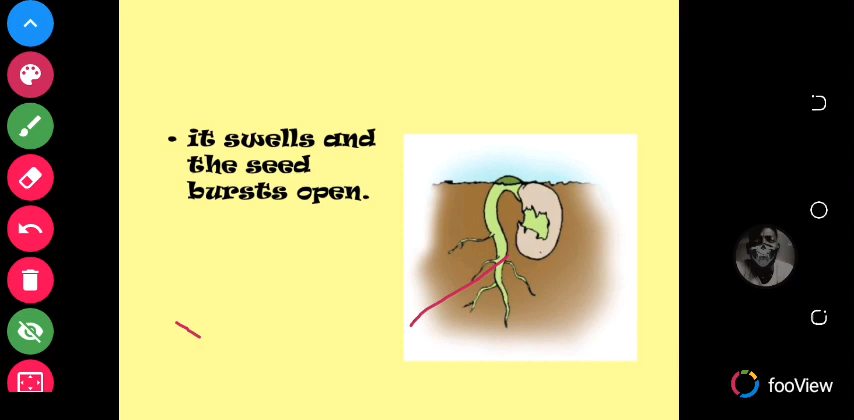 • it swells and
the seed
bursts open.
fooView